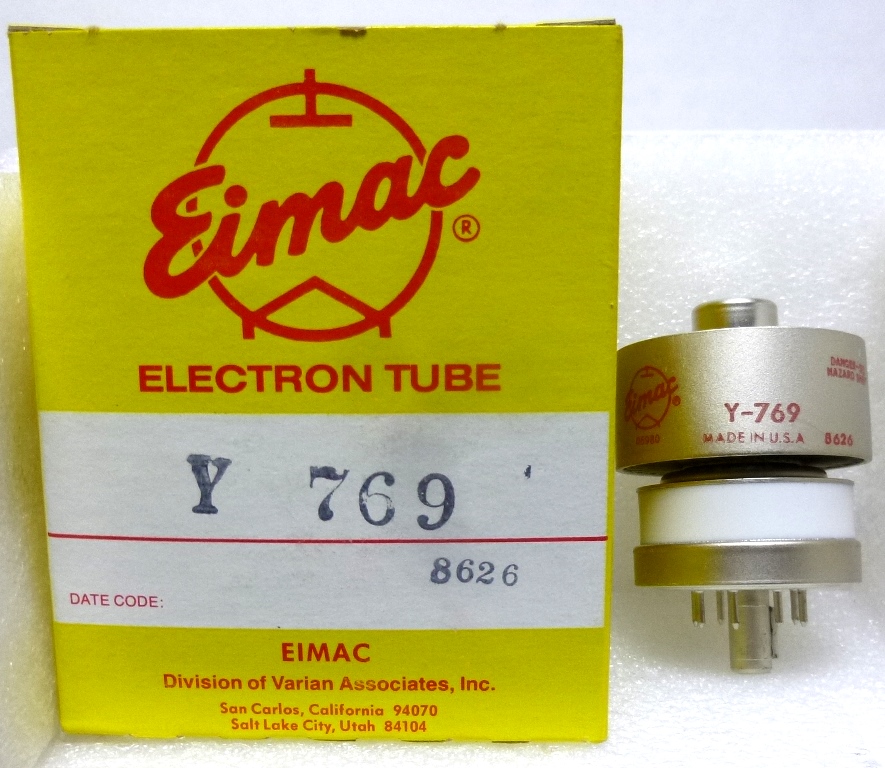 Eimac
®
ELECTRON TUBE
Y 769
8626
DATE CODE:
EIMAC
Division of Varian Associates, Inc.
San Carlos, California 94070
Salt Lake City, Utah 84104
Eimac ®
Y-769
MADE IN U.S.A 8626